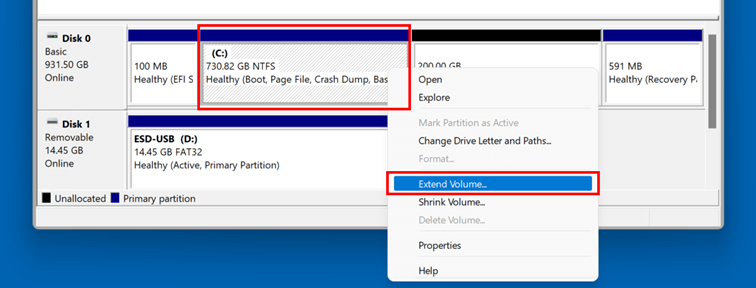 Disk 0
Basic
931.50 GB
Online
100 MB
Healthy (EFI S
(C:)
730.82 GB NTFS
Healthy (Boot, Page File, Crash Dump, Bas
200.00 GB
591 MB
Healthy (Recovery Pa
Disk 1
Removable
14.45 GB
Online
ESD-USB (D:)
14.45 GB FAT32
Healthy (Active, Primary Partition)
Open
Explore
Mark Partition as Active
Change Drive Letter and Paths...
Format...
Extend Volume...
Shrink Volume...
Delete Volume...
Properties
Help
Unallocated
Primary partition